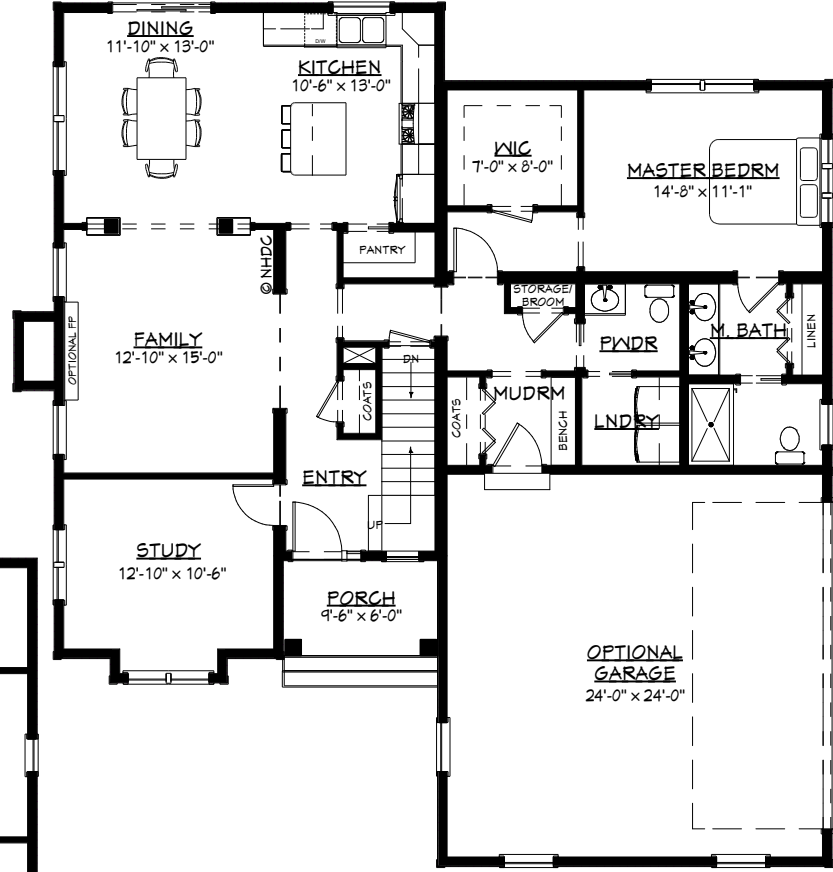 DINING
11'-10" x 13'-0"
D/W
KITCHEN
10'-6" x 13'-0"
WIC
7'-0" x 8'-0"
MASTER BEDRM
14'-8" x 11'-1"
PANTRY
© NHDC
STORAGE/
BROOM
OPTIONAL FP
FAMILY
12'-10" x 15'-0"
DN
COATS
PWDR
M. BATH
LINEN
COATS
MUDRM
BENCH
LNDRY
ENTRY
UP
STUDY
12'-10" x 10'-6"
PORCH
9'-6" x 6'-0"
OPTIONAL
GARAGE
24'-0" x 24'-0"